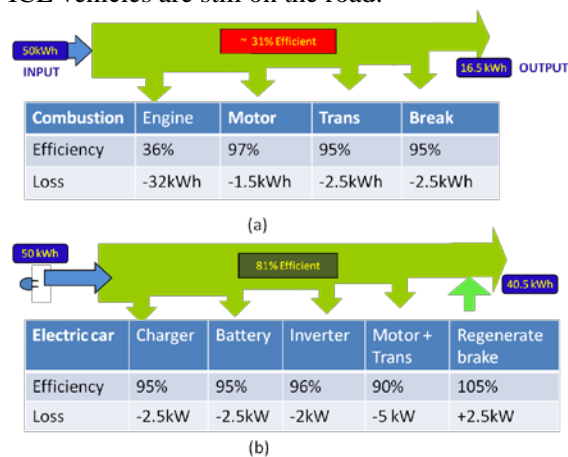 ICE vehicles are still on the road.
~ 31% Efficient
50kWh
INPUT
16.5 kWh OUTPUT
Combustion Engine Motor Trans Break
Efficiency 36% 97% 95% 95%
Loss -32kWh -1.5kWh -2.5kWh -2.5kWh
(a)
50 kWh
81% Efficient
40.5 kWh
Electric car Charger Battery Inverter Motor + Regenerate
Trans brake
Efficiency 95% 95% 96% 90% 105%
Loss -2.5kW -2.5kW -2kW -5 kW +2.5kW
(b)